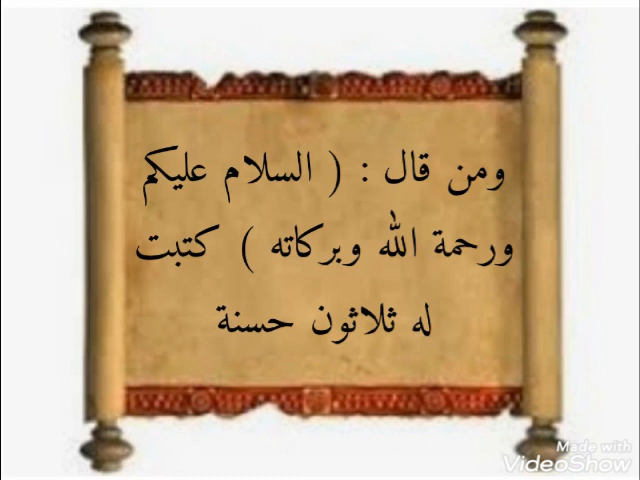 ومن قال : ( السلام عليكم
ورحمة الله وبركاته ) كتبت
له ثلاثون حسنة
Made with
VideoShow